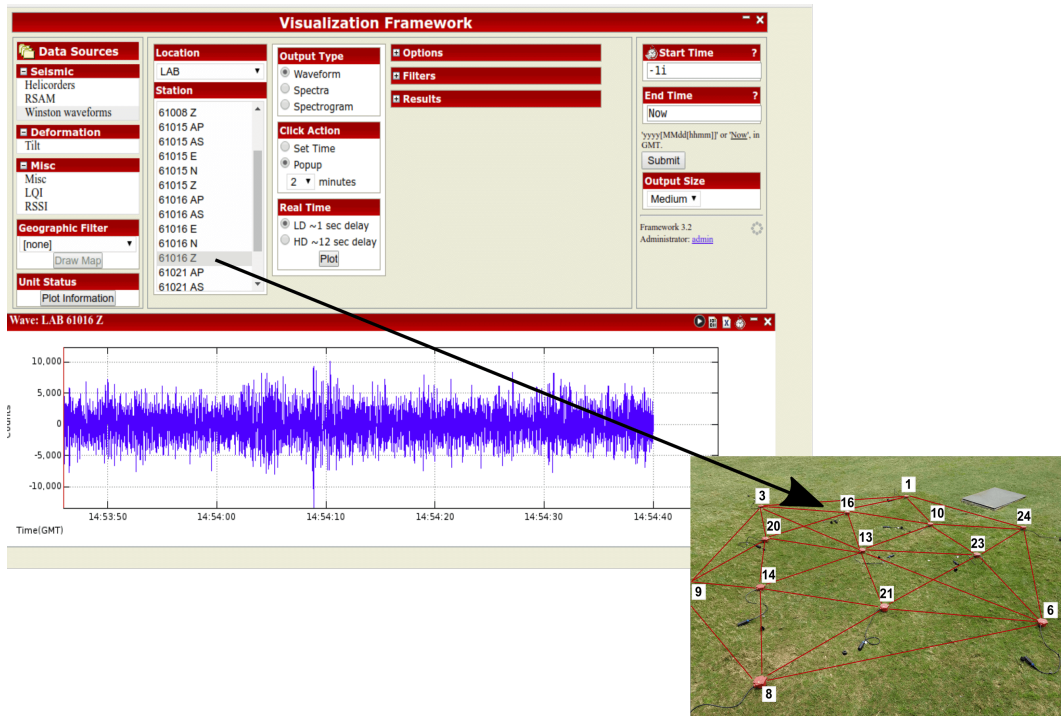 Visualization Framework
Data Sources
Seismic
Helicorders
RSAM
Winston waveforms
Deformation
Tilt
Misc
Misc
LQI
RSSI
Geographic Filter
[none]
Draw Map
Unit Status
Plot Information
Location
LAB
Station
61008 Z
61015 AP
61015 AS
61015 E
61015 N
61015 Z
61016 AP
61016 AS
61016 E
61016 N
61016 Z
61021 AP
61021 AS
Output Type
Waveform
Spectra
Spectrogram
Click Action
Set Time
Popup
2 minutes
Real Time
LD ~1 sec delay
HD ~12 sec delay
Plot
Options
Filters
Results
Start Time ?
-1i
End Time ?
Now
'yyyy[MMdd[hhmm]]' or 'Now', in
GMT.
Submit
Output Size
Medium
Framework 3.2
Administrator: admin
Wave: LAB 61016 Z
10,000
5,000
0
-5,000
-10,000
Counts
14:53:50 14:54:00 14:54:10 14:54:20 14:54:30 14:54:40
Time(GMT)
1
3
16
10
24
20
13
23
14
9
21
6
8